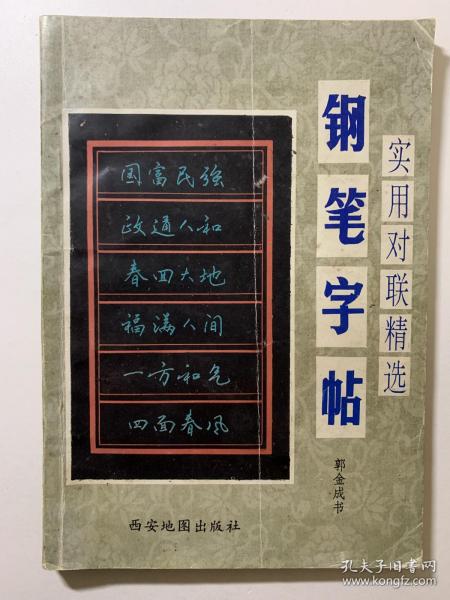 实用对联精选
钢笔字帖
郭金成书
国富民强
政通人和
春回大地
福满人间
一方和气
四面春风
西安地图出版社
孔夫子旧书网
www.kongfz.com